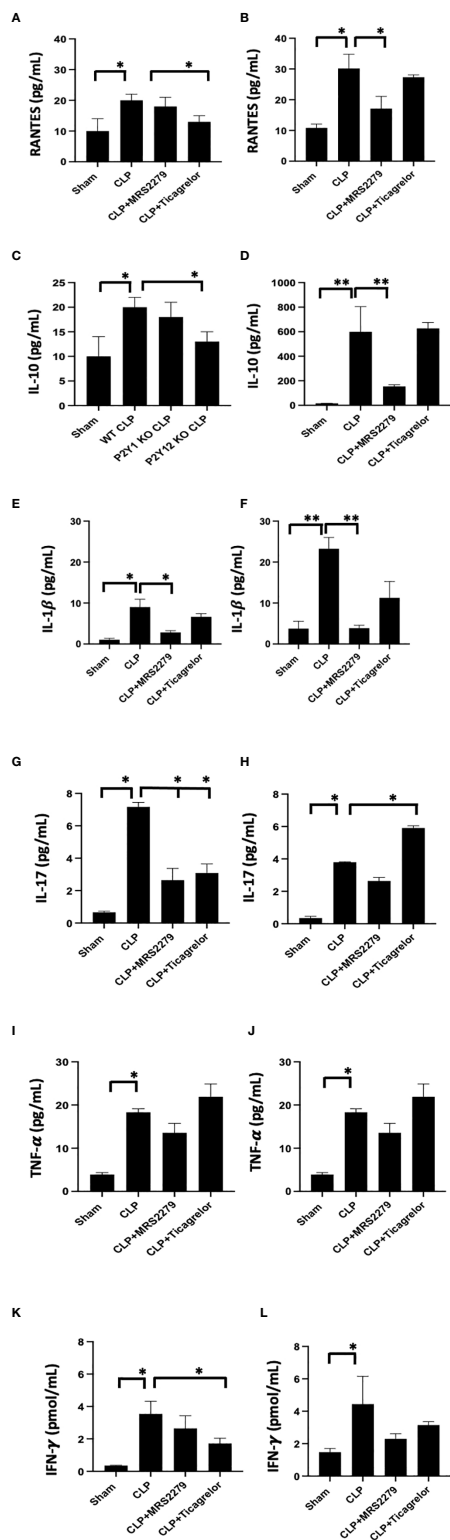 A
RANTES (pg/mL)
40
30
20
10
0
*
*
Sham
CLP
CLP+MRS2279
CLP+Ticagrelor
B
RANTES (pg/mL)
40
30
20
10
0
*
*
Sham
CLP
CLP+MRS2279
CLP+Ticagrelor
C
IL-10 (pg/mL)
25
20
15
10
5
0
*
*
Sham
WT CLP
P2Y1 KO CLP
P2Y12 KO CLP
D
IL-10 (pg/mL)
1000
800
600
400
200
0
**
**
Sham
CLP
CLP+MRS2279
CLP+Ticagrelor
E
IL-1β (pg/mL)
30
20
10
0
*
*
Sham
CLP
CLP+MRS2279
CLP+Ticagrelor
F
IL-1β (pg/mL)
30
20
10
0
**
**
Sham
CLP
CLP+MRS2279
CLP+Ticagrelor
G
IL-17 (pg/mL)
8
6
4
2
0
*
*
*
Sham
CLP
CLP+MRS2279
CLP+Ticagrelor
H
IL-17 (pg/mL)
8
6
4
2
0
*
*
Sham
CLP
CLP+MRS2279
CLP+Ticagrelor
I
TNF-α (pg/mL)
30
20
10
0
*
Sham
CLP
CLP+MRS2279
CLP+Ticagrelor
J
TNF-α (pg/mL)
30
20
10
0
*
Sham
CLP
CLP+MRS2279
CLP+Ticagrelor
K
IFN-γ (pmol/mL)
8
6
4
2
0
*
*
Sham
CLP
CLP+MRS2279
CLP+Ticagrelor
L
IFN-γ (pmol/mL)
8
6
4
2
0
*
Sham
CLP
CLP+MRS2279
CLP+Ticagrelor